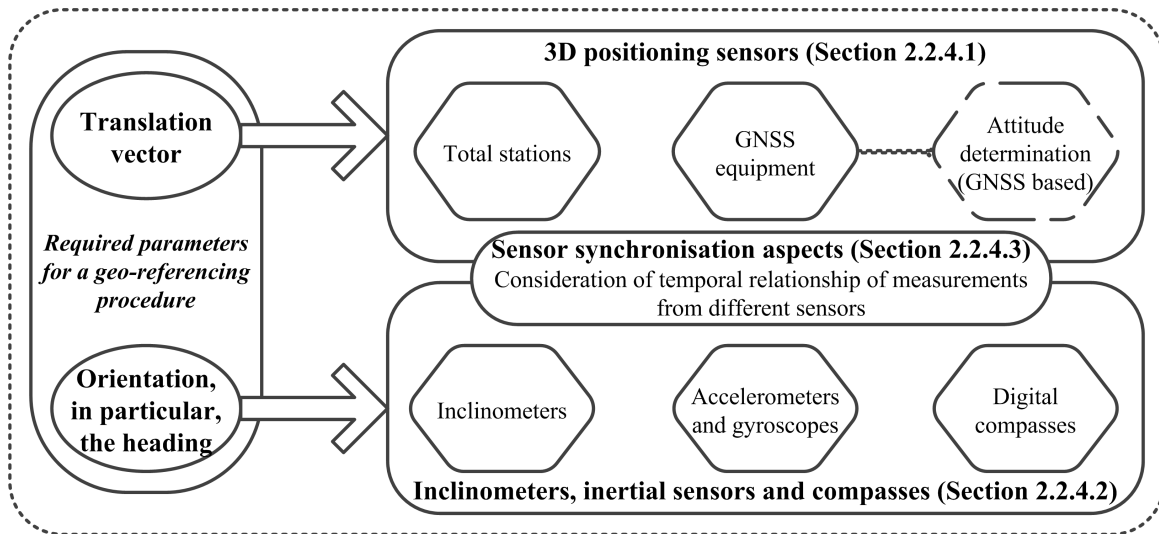 3D positioning sensors (Section 2.2.4.1)
Translation
vector
Total stations
GNSS
equipment
Attitude
determination
(GNSS based)
Required parameters
for a geo-referencing
procedure
Sensor synchronisation aspects (Section 2.2.4.3)
Consideration of temporal relationship of measurements
from different sensors
Orientation,
in particular,
the heading
Inclinometers
Accelerometers
and gyroscopes
Digital
compasses
Inclinometers, inertial sensors and compasses (Section 2.2.4.2)